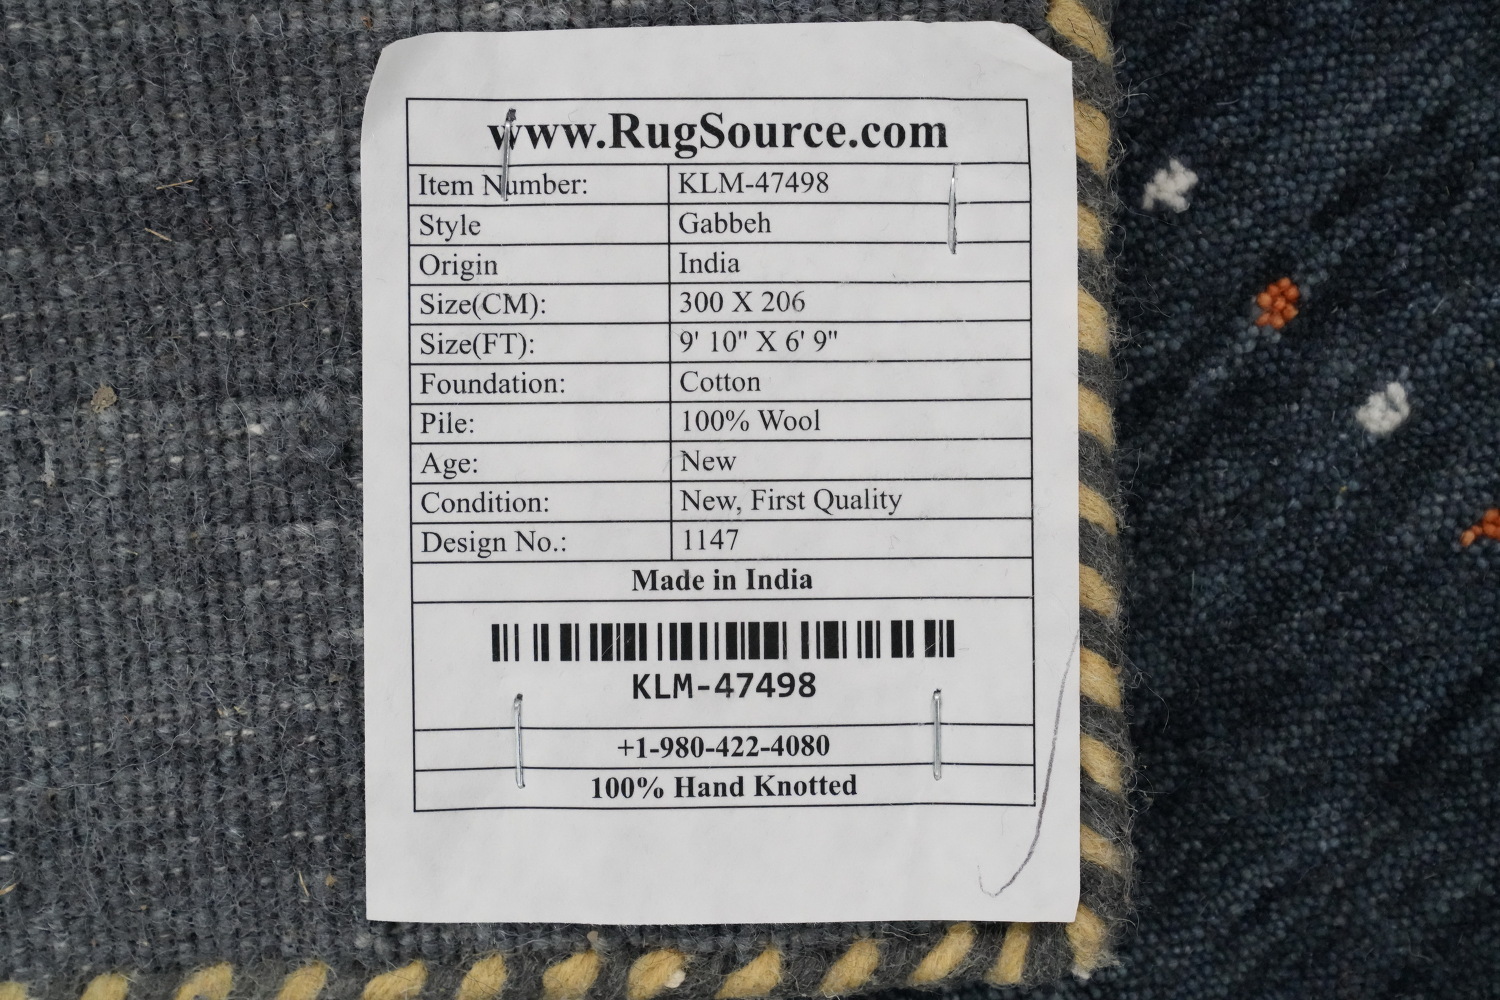 www.RugSource.com
Item Number: KLM-47498
Style Gabbeh
Origin India
Size(CM): 300 X 206
Size(FT): 9' 10" X 6' 9"
Foundation: Cotton
Pile: 100% Wool
Age: New
Condition: New, First Quality
Design No.: 1147
Made in India
KLM-47498
+1-980-422-4080
100% Hand Knotted